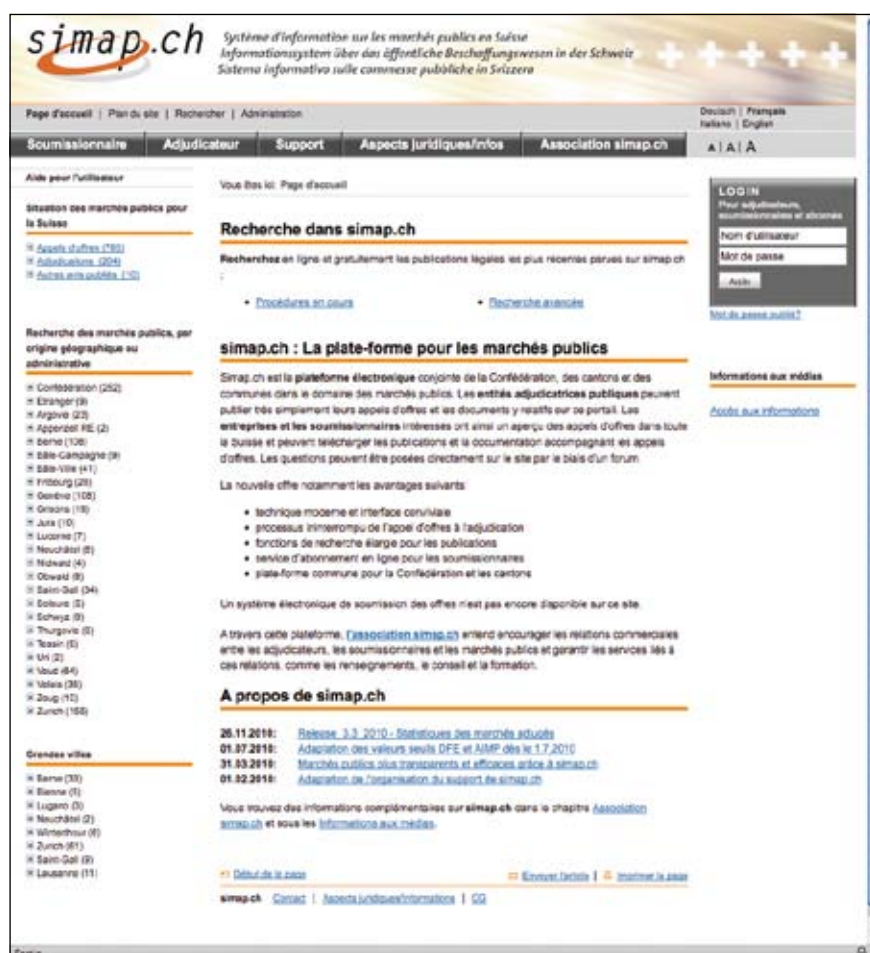 simap.ch
Système d'information sur les marchés publics en Suisse
Informationssystem über das öffentliche Beschaffungswesen in der Schweiz
Sistema informativo sulle commesse pubbliche in Svizzera
Page d'accueil | Plan du site | Rechercher | Administration
Deutsch | Français
Italiano | English
Soumissionnaire Adjudicateur Support Aspects juridiques/infos Association simap.ch
A | A | A
Aide pour l'utilisateur
Situation des marchés publics pour
la Suisse
Appels d'offres
Adjudications (204)
Autres avis publiés (10)
Recherche des marchés publics, par
origine géographique ou
administrative
Confédération (252)
Etranger (9)
Argovie (23)
Appenzell RE (2)
Berne
Bâle-Campagne (9)
Bâle-Ville (41)
Fribourg
Genève
Grisons
Jura (10)
Lucerne (7)
Neuchâtel
Nidwald (4)
Obwald
Saint-Gall (34)
Soleure (5)
Schwyz
Thurgovie
Tessin
Uri (2)
Vaud
Valais
Zoug
Zurich
Grandes villes
Berne
Bienne
Lugano
Neuchâtel (2)
Winterthour
Zurich (61)
Saint-Gall
Lausanne (11)
Vous êtes ici: Page d'accueil
Recherche dans simap.ch
Recherchez en ligne et gratuitement les publications légales les plus récentes parues sur simap.ch
:
• Procédures en cours • Recherche avancée
simap.ch : La plate-forme pour les marchés publics
Simap.ch est la plateforme électronique conjointe de la Confédération, des cantons et des
communes dans le domaine des marchés publics. Les entités adjudicatrices publiques peuvent
publier très simplement leurs appels d'offres et les documents y relatifs sur ce portail. Les
entreprises et les soumissionnaires intéressés ont ainsi un aperçu des appels d'offres dans toute
la Suisse et peuvent télécharger les publications et la documentation accompagnant les appels
d'offres. Les questions peuvent être posées directement sur le site par le biais d'un forum
La nouvelle offre notamment les avantages suivants:
• technique moderne et interface conviviale
• processus ininterrompu de l'appel d'offres à l'adjudication
• fonctions de recherche élargie pour les publications
• service d'abonnement en ligne pour les soumissionnaires
• plate-forme commune pour la Confédération et les cantons
Un système électronique de soumission des offres n'est pas encore disponible sur ce site.
A travers cette plateforme, l'association simap.ch entend encourager les relations commerciales
entre les adjudicateurs, les soumissionnaires et les marchés publics et garantir les services liés à
ces relations, comme les renseignements, le conseil et la formation.
A propos de simap.ch
26.11.2010: Release 3.3 2010 - Statistiques des marchés adjugés
01.07.2010: Adaptation des valeurs seuils DFE et AIMP dès le 1.7.2010
31.03.2010: Marchés publics plus transparents et efficaces grâce à simap.ch
01.02.2010: Adaptation de l'organisation du support de simap.ch
Vous trouvez des informations complémentaires sur simap.ch dans le chapitre Association
simap.ch et sous les Informations aux médias.
Début de la page
Envoyer l'article | Imprimer la page
simap.ch Contact | Aspects juridiques/Informations | CG
LOGIN
Pour adjudicateurs,
soumissionnaires et abonnés
Nom d'utilisateur
Mot de passe
Mot de passe oublié?
Informations aux médias
Accès aux informations